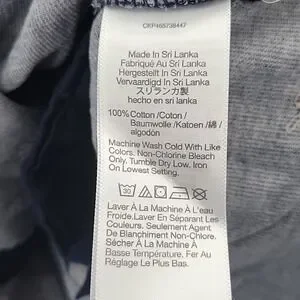 CKP455738447
Made In Sri Lanka
Fabriqué Au Sri Lanka
Hergestellt In Sri Lanka
Vervaardigd In Sri Lanka
スリランカ製
hecho en sri lanka
100%Cotton/Coton/
Baumwolle/Katoen/綿/
algodón
Machine Wash Cold With Like
Colors. Non-Chlorine Bleach
Only. Tumble Dry Low. Iron
On Lowest Setting.
30
Laver À La Machine À L'eau
Froide.Laver En Séparant Les
Couleurs. Seulement Agent
De Blanchiment Non-Chlore.
Sécher À La Machine À
Basse Température. Fer Au
Réglage Le Plus Bas.